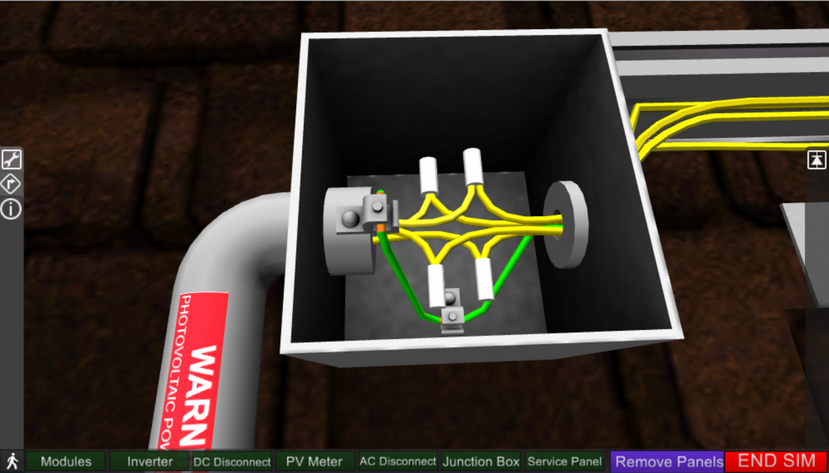 WARN
PHOTOVOLTAIC POW
Modules
Inverter
DC Disconnect
PV Meter
AC Disconnect
Junction Box
Service Panel
Remove Panels
END SIM